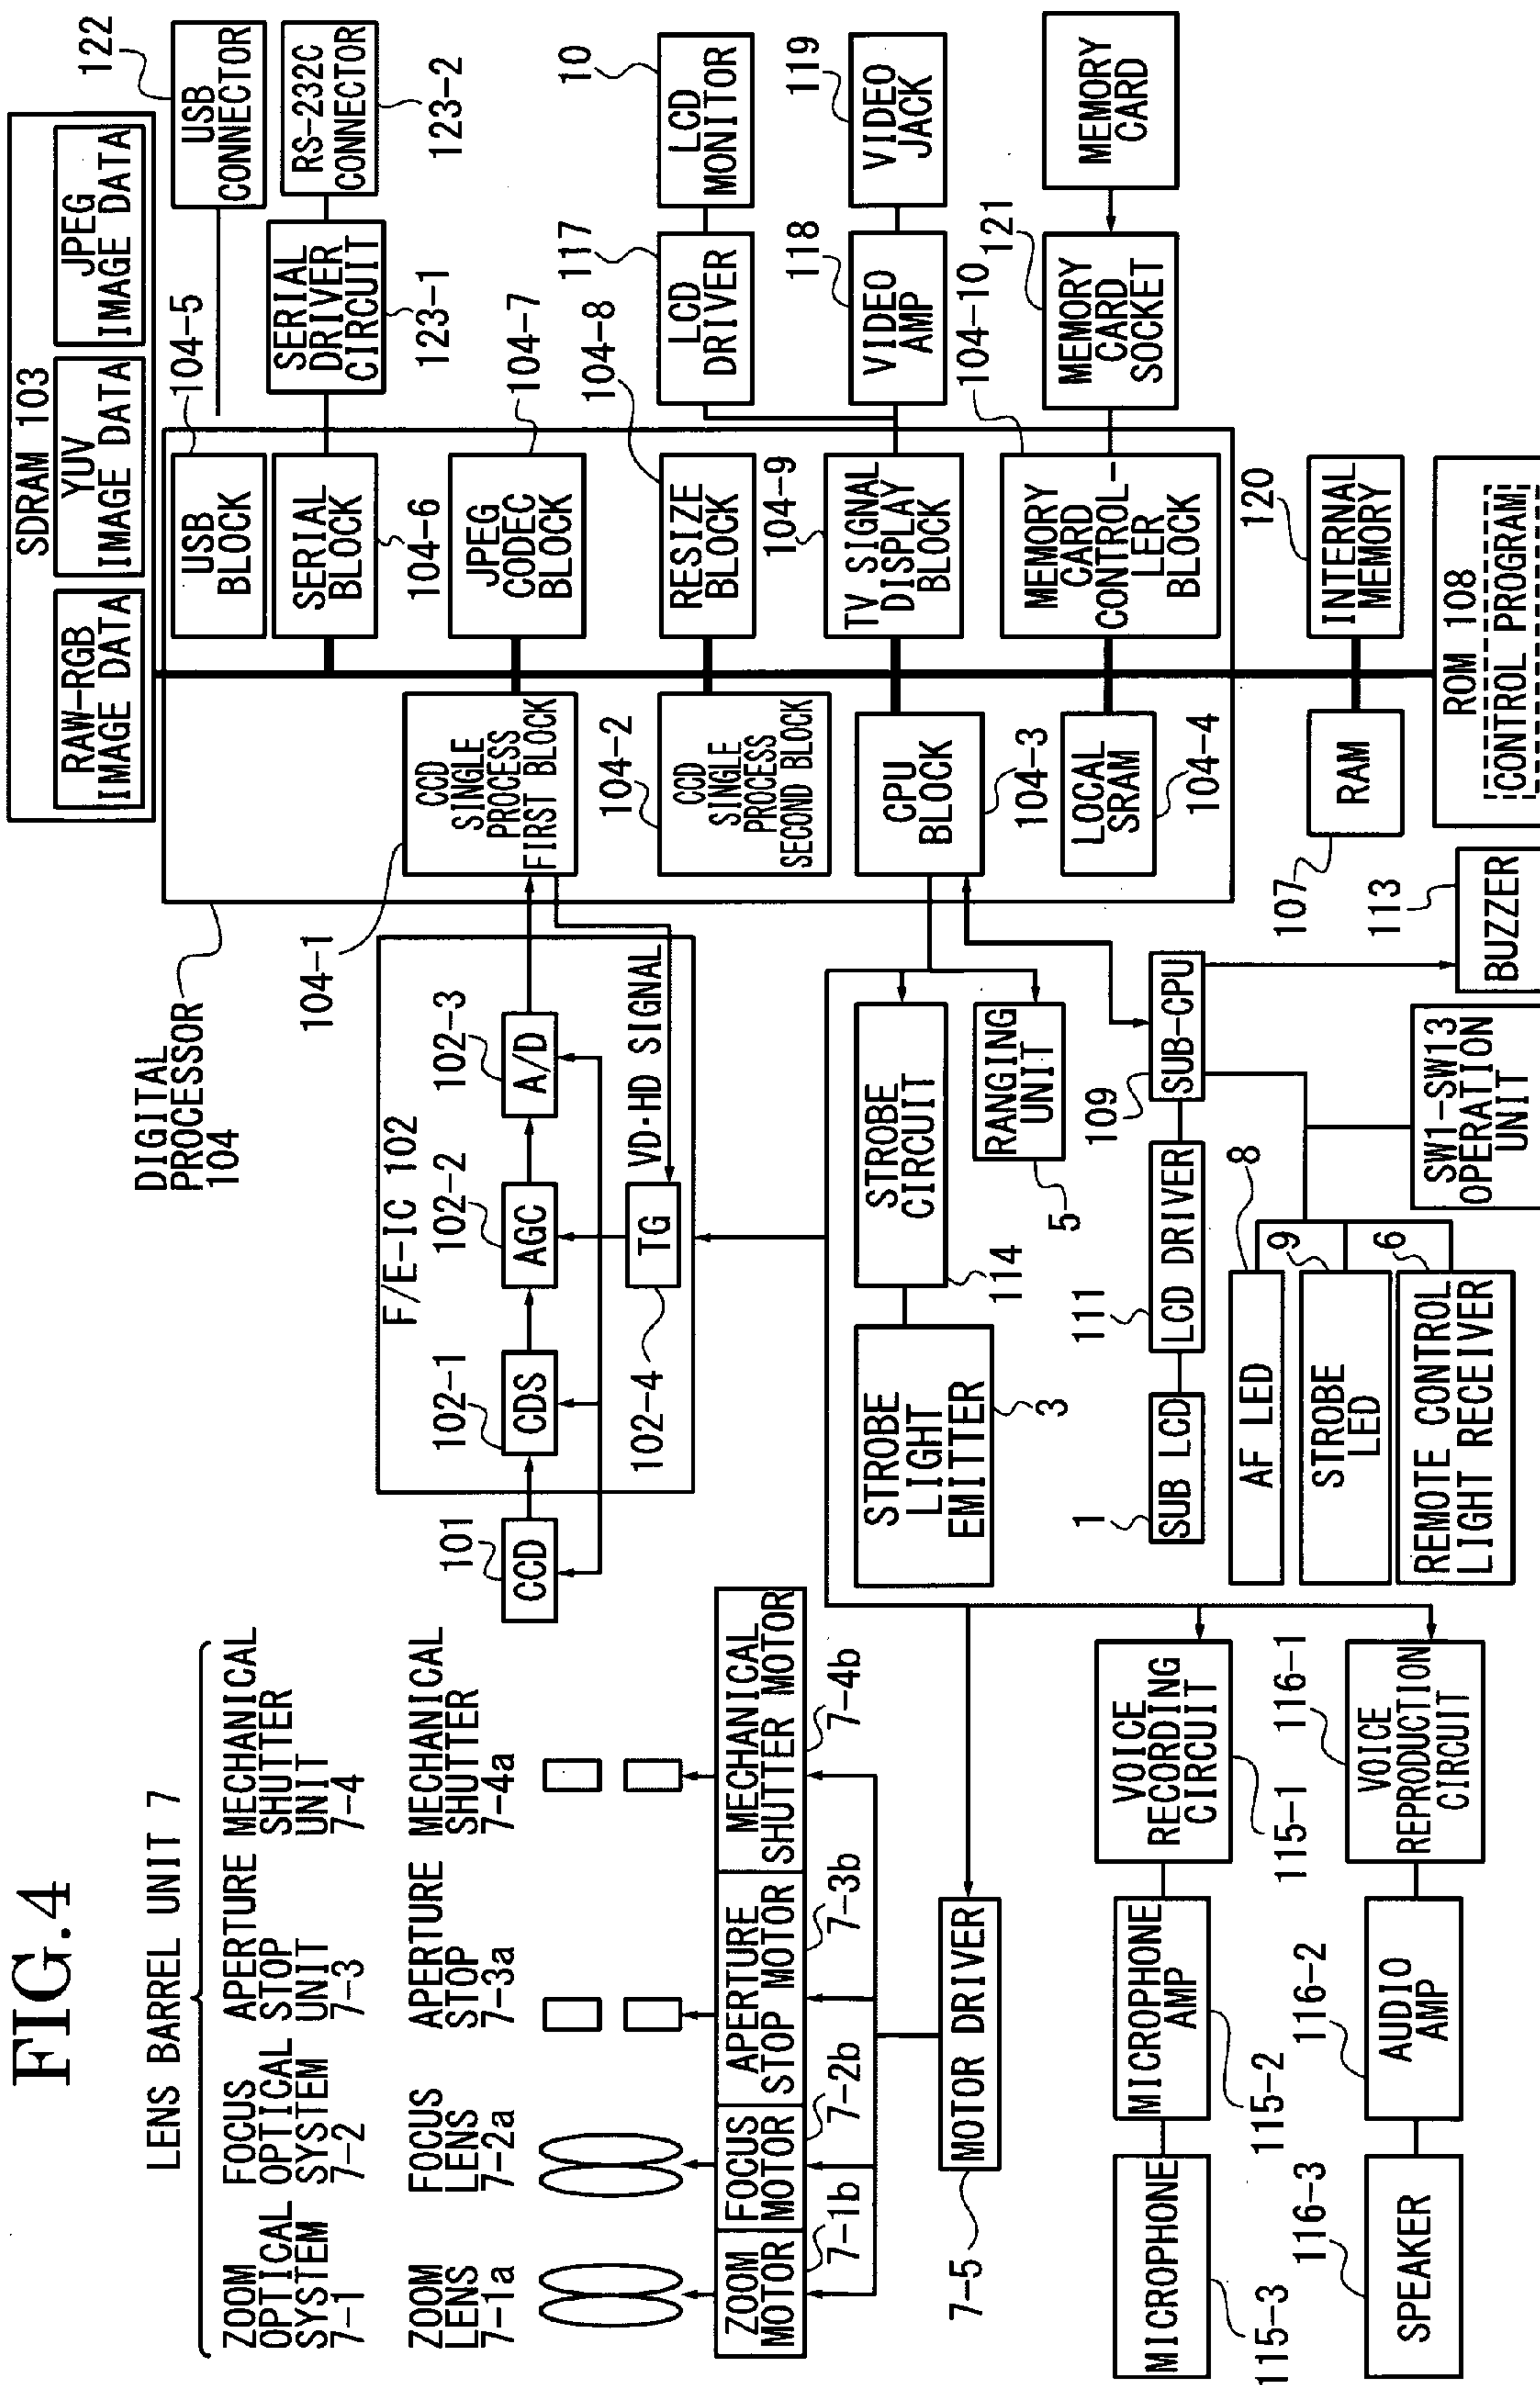 FIG.4
LENS BARREL UNIT 7
ZOOM
OPTICAL
SYSTEM
7-1
FOCUS
OPTICAL
SYSTEM
7-2
APERTURE
STOP
UNIT
7-3
MECHANICAL
SHUTTER
UNIT
7-4
ZOOM
LENS
7-1a
FOCUS
LENS
7-2a
APERTURE
STOP
7-3a
MECHANICAL
SHUTTER
7-4a
ZOOM
MOTOR
7-1b
FOCUS
MOTOR
7-2b
APERTURE
STOP MOTOR
7-3b
MECHANICAL
SHUTTER MOTOR
7-4b
MOTOR DRIVER
7-5
MICROPHONE
115-3
MICROPHONE
AMP
115-2
VOICE
RECORDING
CIRCUIT
115-1
SPEAKER
116-3
AUDIO
AMP
116-2
VOICE
REPRODUCTION
CIRCUIT
116-1
CCD
101
F/E-IC 102
CDS
102-1
AGC
102-2
A/D
102-3
TG
102-4
VD·HD SIGNAL
STROBE
LIGHT
EMITTER
3
STROBE
CIRCUIT
114
RANGING
UNIT
5
SUB LCD
1
LCD DRIVER
111
SUB-CPU
109
AF LED
8
STROBE
LED
9
REMOTE CONTROL
LIGHT RECEIVER
6
SW1-SW13
OPERATION
UNIT
BUZZER
113
DIGITAL
PROCESSOR
104
104-1
CCD
SINGLE
PROCESS
FIRST BLOCK
104-2
CCD
SINGLE
PROCESS
SECOND BLOCK
CPU
BLOCK
104-3
LOCAL
SRAM
104-4
RAM
107
ROM 108
CONTROL PROGRAM
INTERNAL
MEMORY
120
SDRAM 103
RAW-RGB
IMAGE DATA
YUV
IMAGE DATA
JPEG
IMAGE DATA
USB
BLOCK
104-5
SERIAL
BLOCK
104-6
JPEG
CODEC
BLOCK
104-7
RESIZE
BLOCK
104-8
TV SIGNAL
DISPLAY
BLOCK
104-9
MEMORY
CARD
CONTROL-
LER
BLOCK
104-10
USB
CONNECTOR
122
SERIAL
DRIVER
CIRCUIT
123-1
RS-232C
CONNECTOR
123-2
LCD
DRIVER
117
LCD
MONITOR
10
VIDEO
AMP
118
VIDEO
JACK
119
MEMORY
CARD
SOCKET
121
MEMORY
CARD